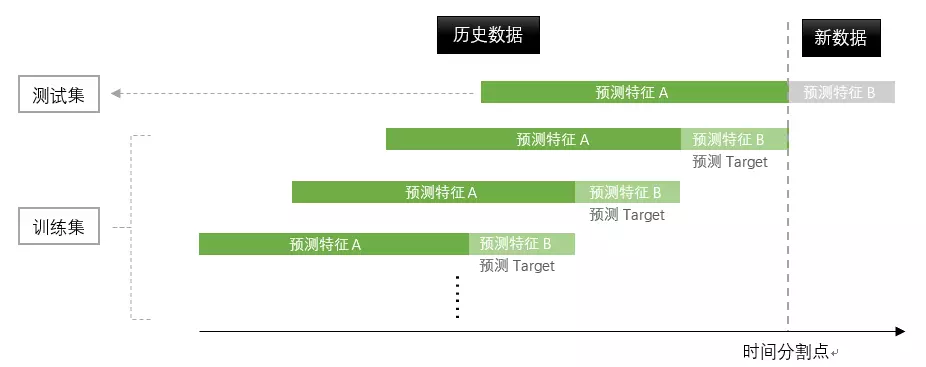 历史数据
新数据
测试集
预测特征 A
预测特征 B
预测特征 A
预测特征 B
预测 Target
预测特征 A
预测特征 B
预测 Target
训练集
预测特征 A
预测特征 B
预测 Target
时间分割点↵